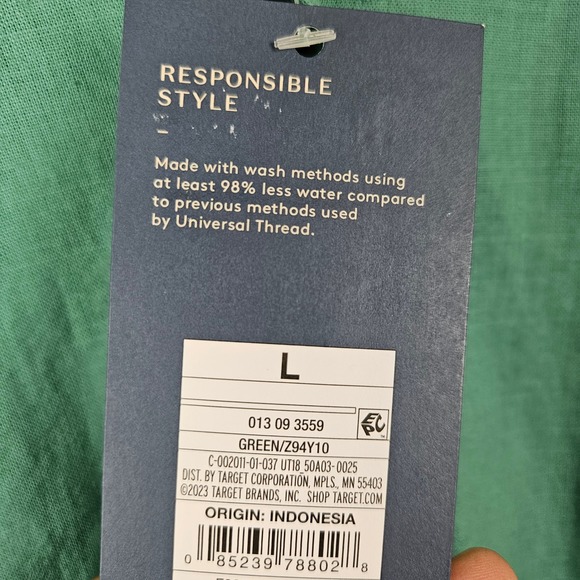 RESPONSIBLE
STYLE
–
Made with wash methods using
at least 98% less water compared
to previous methods used
by Universal Thread.
L
013 09 3559
EPC
GREEN/Z94Y10
C-002011-01-037 UT18_50A03-0025
DIST. BY TARGET CORPORATION, MPLS., MN 55403
©2023 TARGET BRANDS, INC. SHOP TARGET.COM
ORIGIN: INDONESIA
0 85239 78802 8